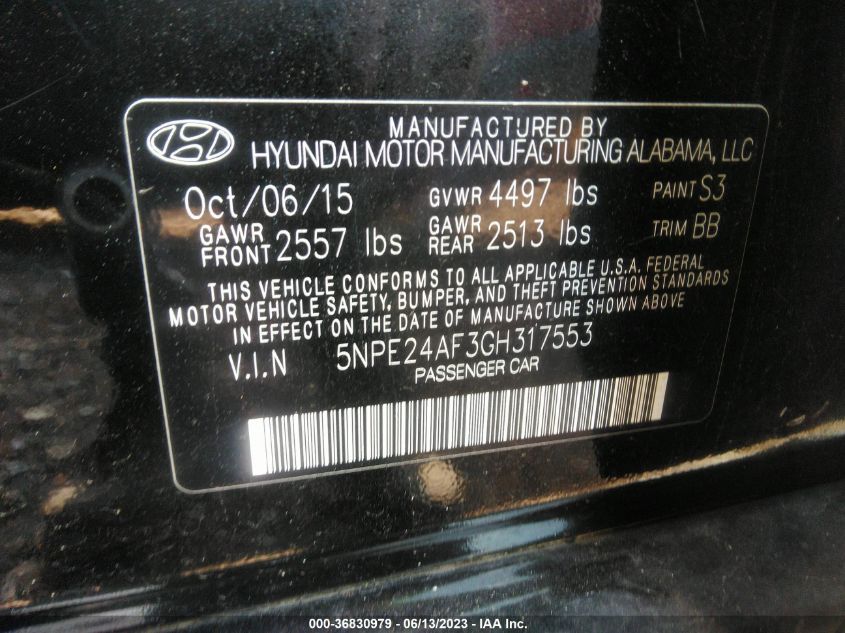 MANUFACTURED BY
HYUNDAI MOTOR MANUFACTURING ALABAMA, LLC
Oct/06/15 GVWR 4497 lbs PAINT S3
GAWR FRONT 2557 lbs GAWR REAR 2513 lbs TRIM BB
THIS VEHICLE CONFORMS TO ALL APPLICABLE U.S.A. FEDERAL
MOTOR VEHICLE SAFETY, BUMPER, AND THEFT PREVENTION STANDARDS
IN EFFECT ON THE DATE OF MANUFACTURE SHOWN ABOVE
V.I.N 5NPE24AF3GH317553
PASSENGER CAR
000-36830979 - 06/13/2023 - IAA Inc.